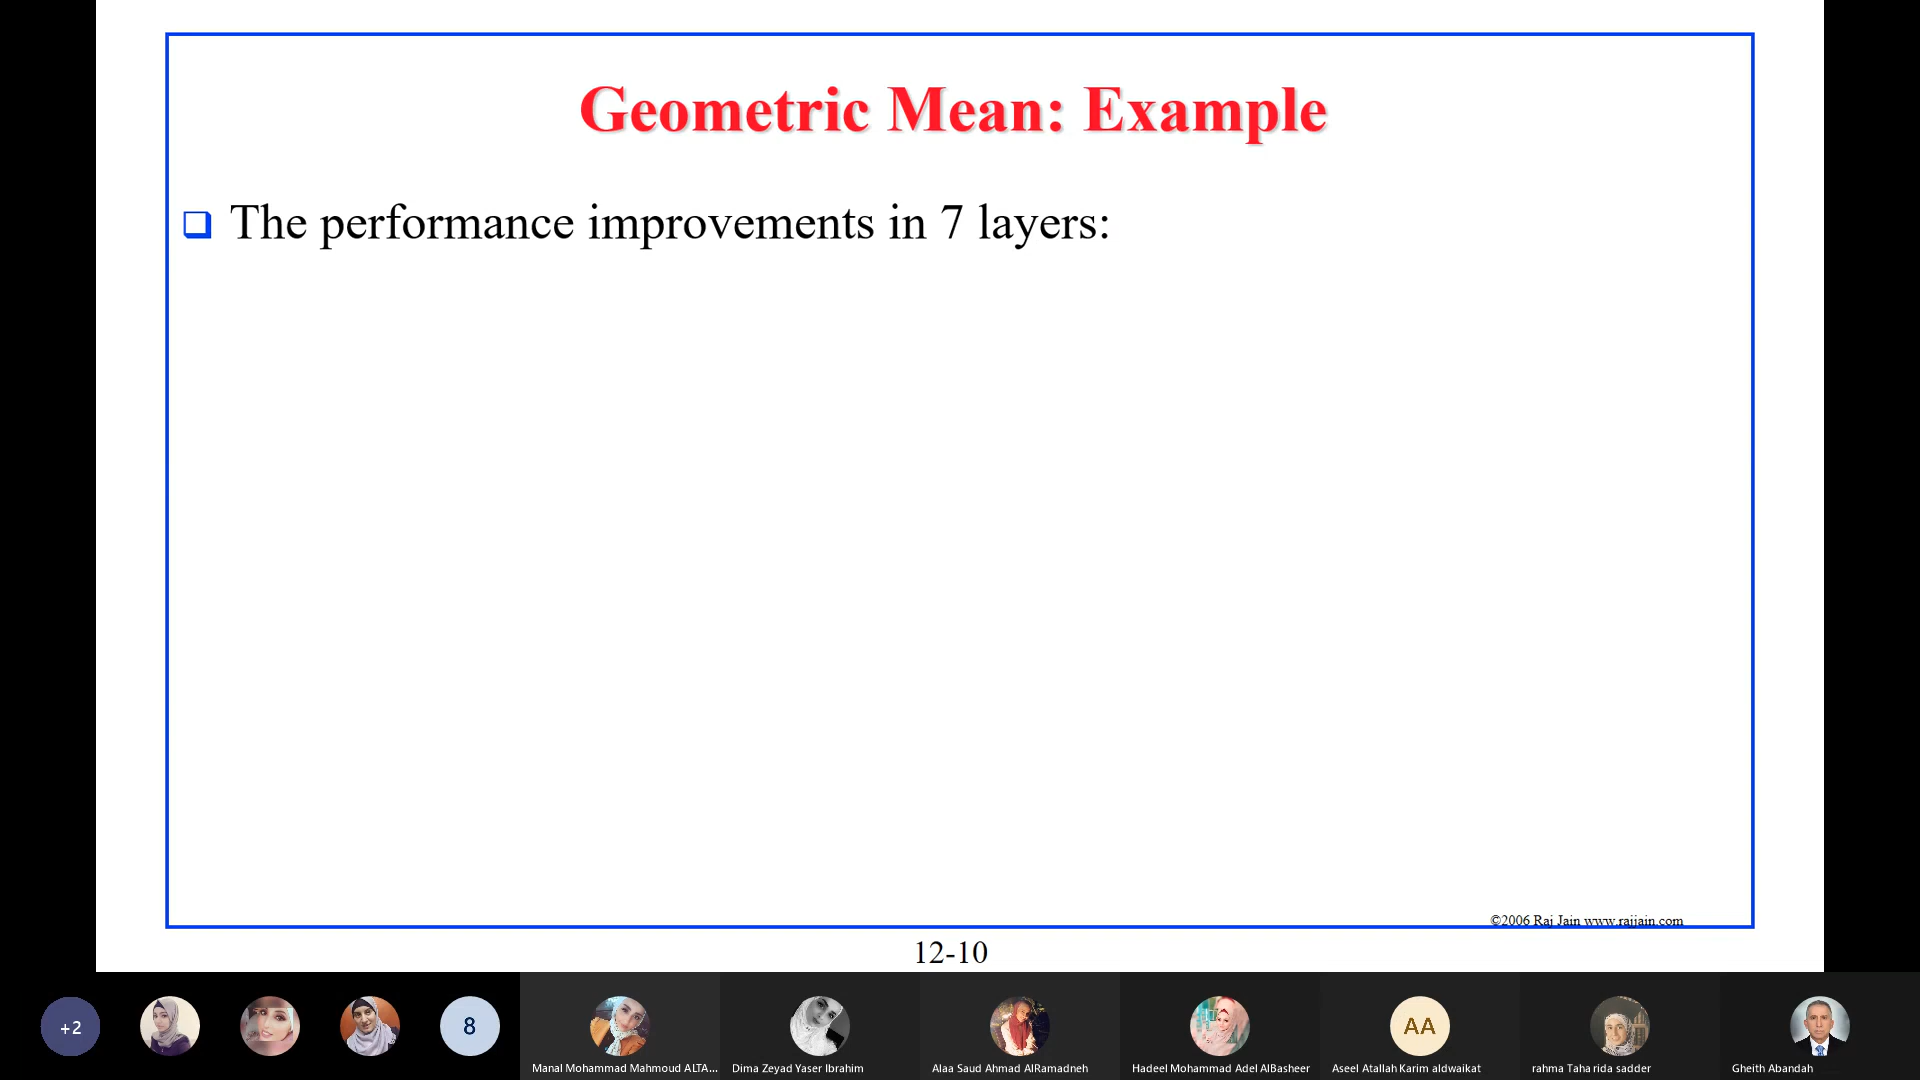 Geometric Mean: Example
The performance improvements in 7 layers:
©2006 Raj Jain www.rajjain.com
12-10
+2
8
AA
Manal Mohammad Mahmoud ALTA...
Dima Zeyad Yaser Ibrahim
Alaa Saud Ahmad AlRamadneh
Hadeel Mohammad Adel AlBasheer
Aseel Atallah Karim aldwaikat
rahma Taha rida sadder
Gheith Abandah